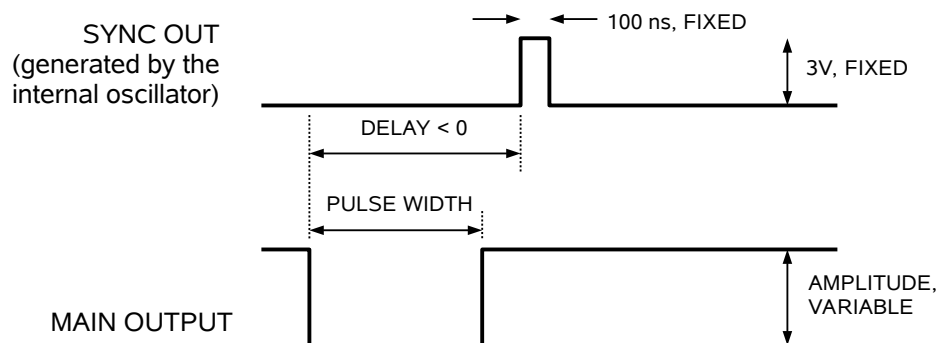 SYNC OUT
(generated by the
internal oscillator)
100 ns, FIXED
3V, FIXED
DELAY < 0
PULSE WIDTH
MAIN OUTPUT
AMPLITUDE,
VARIABLE